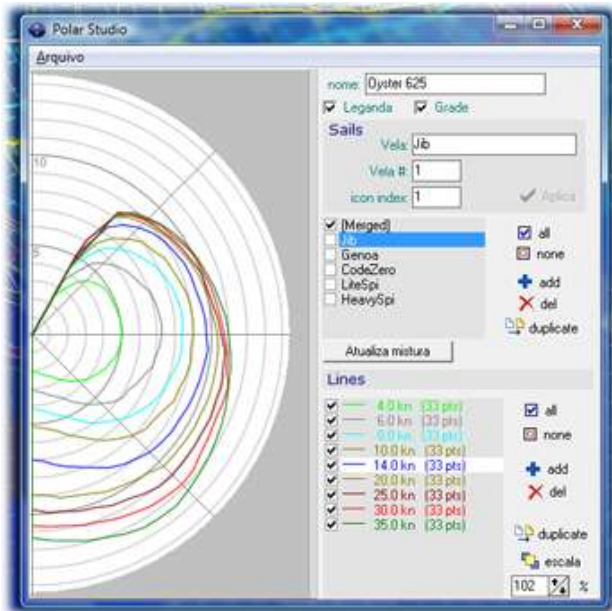 Polar Studio
Arquivo
nome: Oyster 625
Leganda Grade
Sails
Vela: Jib
Vela #: 1
icon index: 1
Aplica
[Merged]
Jib
Genoa
CodeZero
LiteSpi
HeavySpi
all
none
add
del
duplicate
Atualiza mistura
Lines
4.0 kn (33 pts)
6.0 kn (33 pts)
8.0 kn (33 pts)
10.0 kn (33 pts)
14.0 kn (33 pts)
20.0 kn (33 pts)
25.0 kn (33 pts)
30.0 kn (33 pts)
35.0 kn (33 pts)
all
none
add
del
duplicate
escala
102 %
10
5